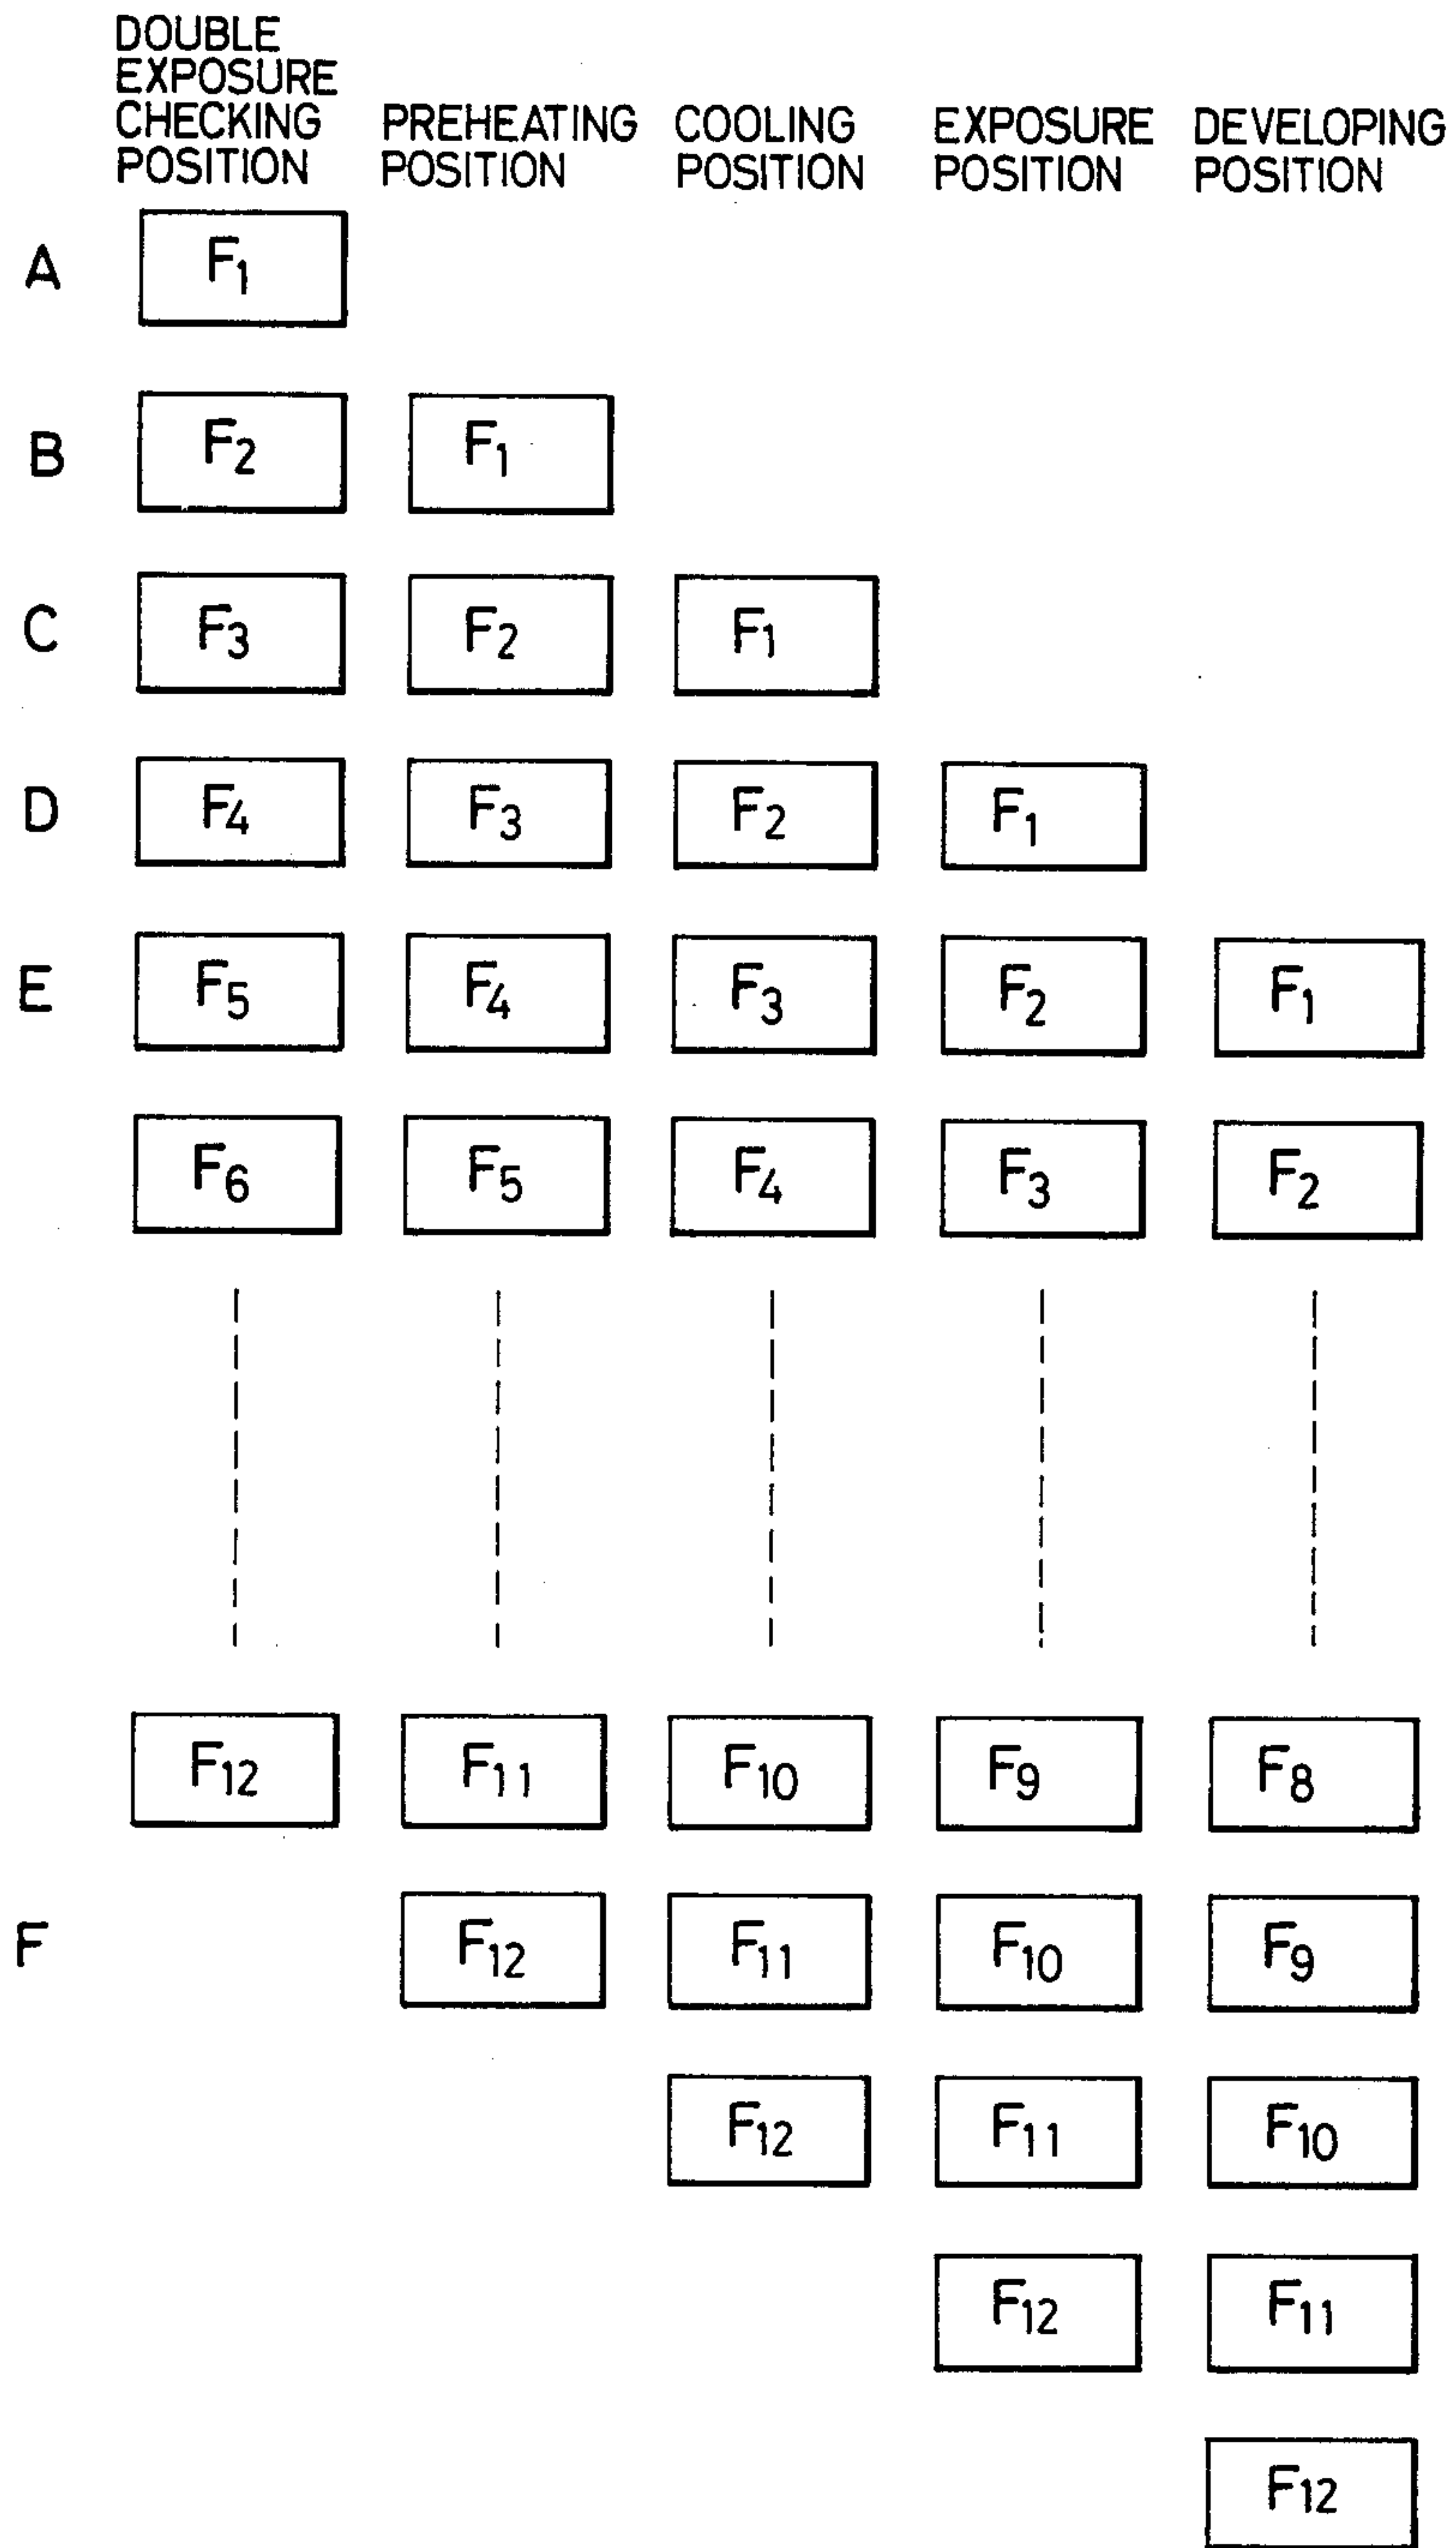 DOUBLE
EXPOSURE
CHECKING
POSITION
PREHEATING
POSITION
COOLING
POSITION
EXPOSURE
POSITION
DEVELOPING
POSITION
A F1
B F2 F1
C F3 F2 F1
D F4 F3 F2 F1
E F5 F4 F3 F2 F1
F6 F5 F4 F3 F2
F12 F11 F10 F9 F8
F F12 F11 F10 F9
F12 F11 F10
F12 F11
F12